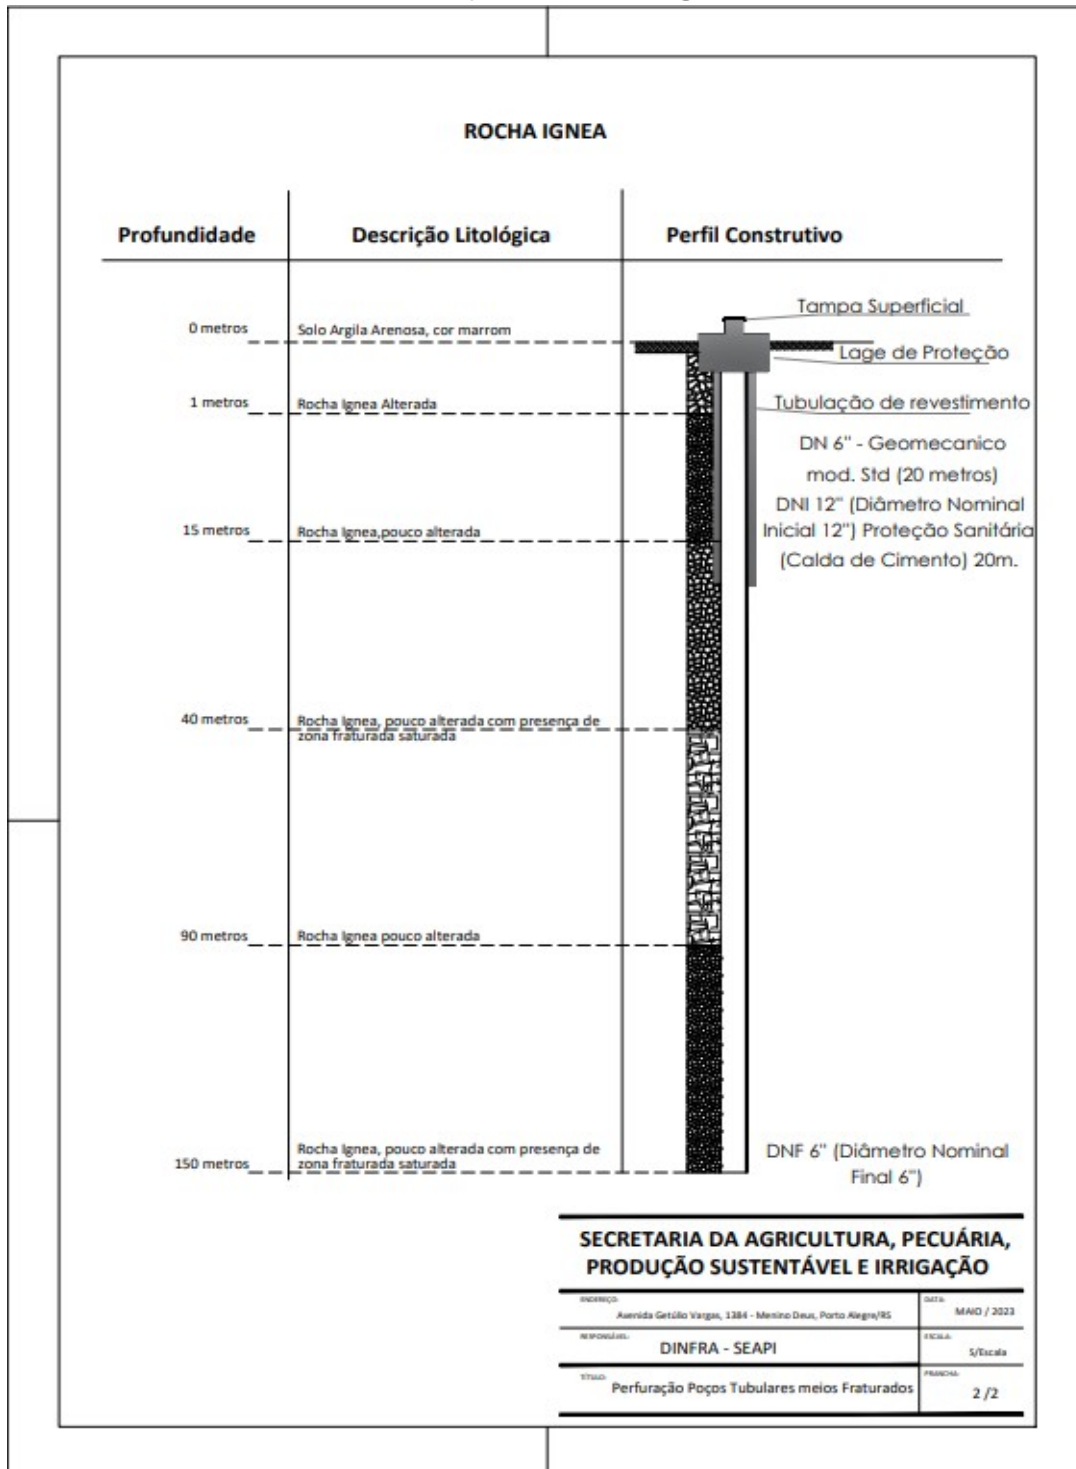 ROCHA IGNEA
Profundidade
Descrição Litológica
Perfil Construtivo
Tampa Superficial
0 metros
Solo Argila Arenosa, cor marrom
Lage de Proteção
1 metros
Rocha Ignea Alterada
Tubulação de revestimento
DN 6" - Geomecanico
mod. Std (20 metros)
DNI 12" (Diâmetro Nominal
Inicial 12") Proteção Sanitária
(Calda de Cimento) 20m.
15 metros
Rocha Ignea,pouco alterada
40 metros
Rocha Ignea, pouco alterada com presença de
zona fraturada saturada
90 metros
Rocha Ignea pouco alterada
150 metros
Rocha Ignea, pouco alterada com presença de
zona fraturada saturada
DNF 6" (Diâmetro Nominal
Final 6")
SECRETARIA DA AGRICULTURA, PECUÁRIA,
PRODUÇÃO SUSTENTÁVEL E IRRIGAÇÃO
ENDEREÇO:
Avenida Getúlio Vargas, 1384 - Menino Deus, Porto Alegre/RS
DATA:
MAIO / 2023
RESPONSÁVEL:
DINFRA - SEAPI
ESCALA:
S/Escala
TÍTULO:
Perfuração Poços Tubulares meios Fraturados
PRANCHA:
2 /2